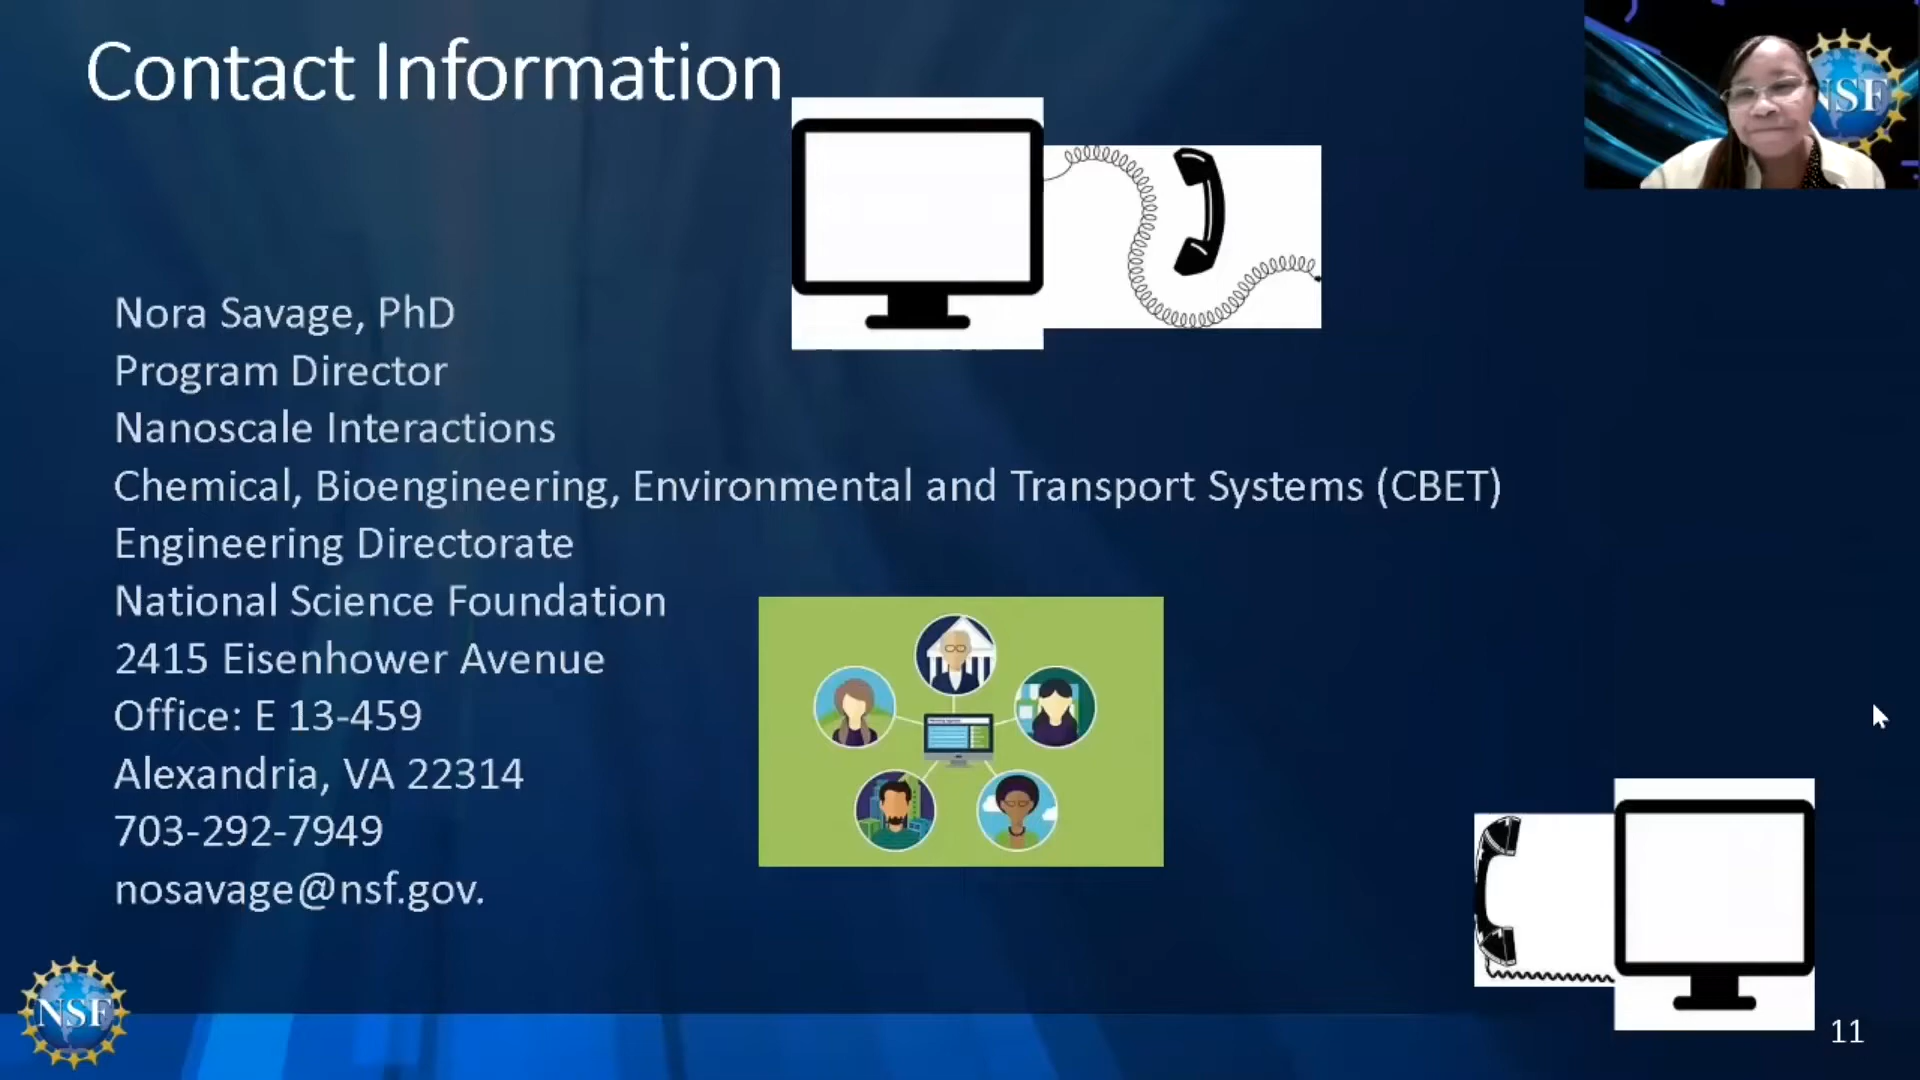 Contact Information
NSF
Nora Savage, PhD
Program Director
Nanoscale Interactions
Chemical, Bioengineering, Environmental and Transport Systems (CBET)
Engineering Directorate
National Science Foundation
2415 Eisenhower Avenue
Office: E 13-459
Alexandria, VA 22314
703-292-7949
nosavage@nsf.gov.
NSF
11